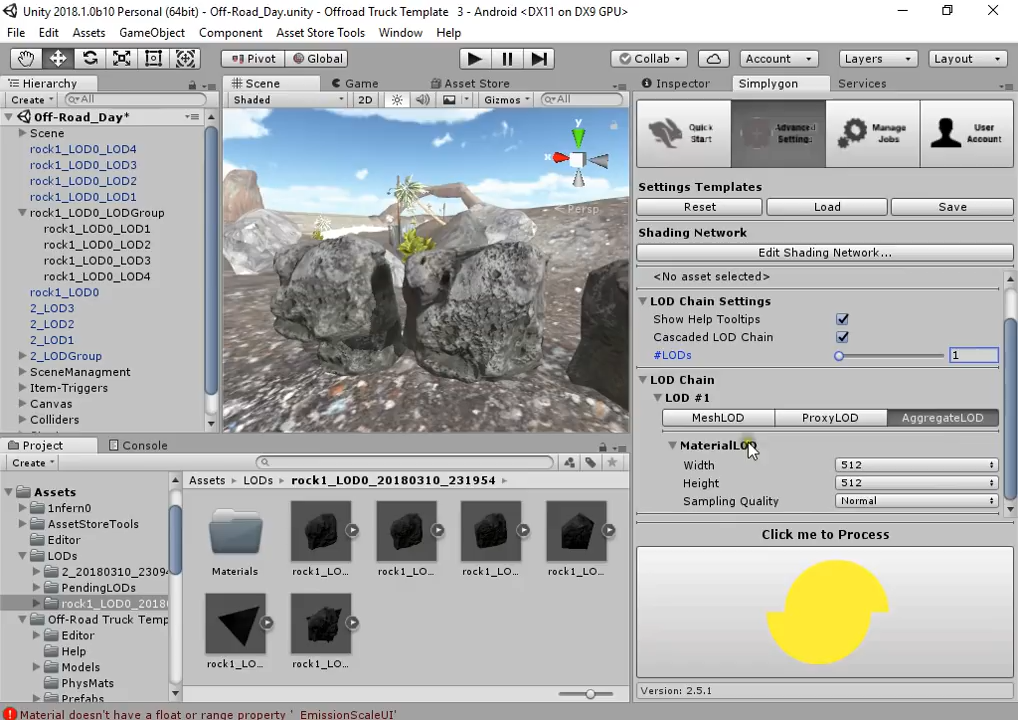 Unity 2018.1.0b10 Personal (64bit) - Off-Road_Day.unity - Offroad Truck Template 3 - Android <DX11 on DX9 GPU>
File Edit Assets GameObject Component Asset Store Tools Window Help
Pivot Global Collab Account Layers Layout
Hierarchy
Create All
Off-Road_Day*
Scene
rock1_LOD0_LOD4
rock1_LOD0_LOD3
rock1_LOD0_LOD2
rock1_LOD0_LOD1
rock1_LOD0_LODGroup
rock1_LOD0_LOD1
rock1_LOD0_LOD2
rock1_LOD0_LOD3
rock1_LOD0_LOD4
rock1_LOD0
2_LOD3
2_LOD2
2_LOD1
2_LODGroup
SceneManagment
Item-Triggers
Canvas
Colliders
Scene Game Asset Store
Shaded 2D Gizmos All
y
x
Persp
Inspector Simplygon Services
Quick Start
Advanced Setting
Manage Jobs
User Account
Settings Templates
Reset Load Save
Shading Network
Edit Shading Network...
<No asset selected>
LOD Chain Settings
Show Help Tooltips
Cascaded LOD Chain
#LODs 1
LOD Chain
LOD #1
MeshLOD ProxyLOD AggregateLOD
MaterialLOD
Width 512
Height 512
Sampling Quality Normal
Click me to Process
Version: 2.5.1
Project Console
Create
Assets
1nfern0
AssetStoreTools
Editor
LODs
2_20180310_2309
PendingLODs
rock1_LOD0_2018
Off-Road Truck Temp
Editor
Help
Models
PhysMats
Prefabs
Assets LODs rock1_LOD0_20180310_231954
Materials rock1_LO... rock1_LO... rock1_LO... rock1_LO...
rock1_LO... rock1_LO...
Material doesn't have a float or range property '_EmissionScaleUI'